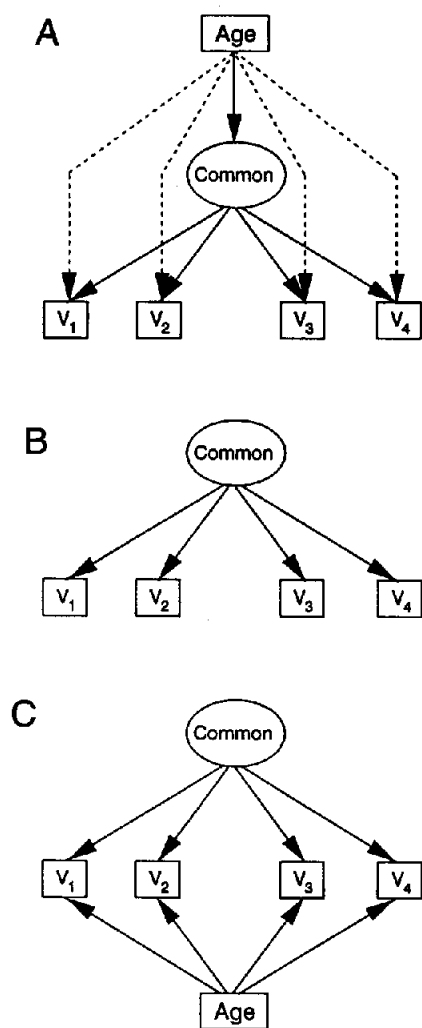 A
Age
Common
V₁ V₂ V₃ V₄
B
Common
V₁ V₂ V₃ V₄
C
Common
V₁ V₂ V₃ V₄
Age